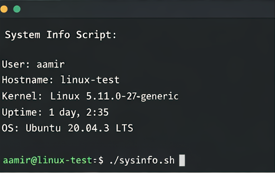 System Info Script:
User: aamir
Hostname: linux-test
Kernel: Linux 5.11.0-27-generic
Uptime: 1 day, 2:35
OS: Ubuntu 20.04.3 LTS
aamir@linux-test:$ ./sysinfo.sh